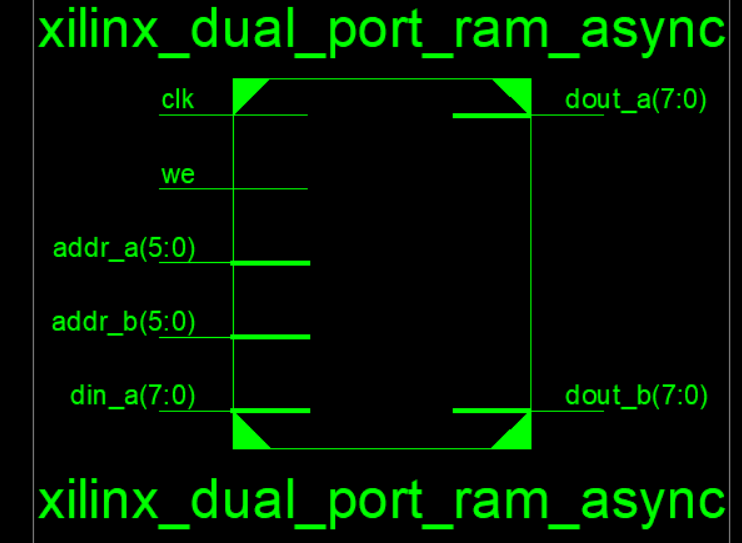 xilinx_dual_port_ram_async
clk
dout_a(7:0)
we
addr_a(5:0)
addr_b(5:0)
din_a(7:0)
dout_b(7:0)
xilinx_dual_port_ram_async